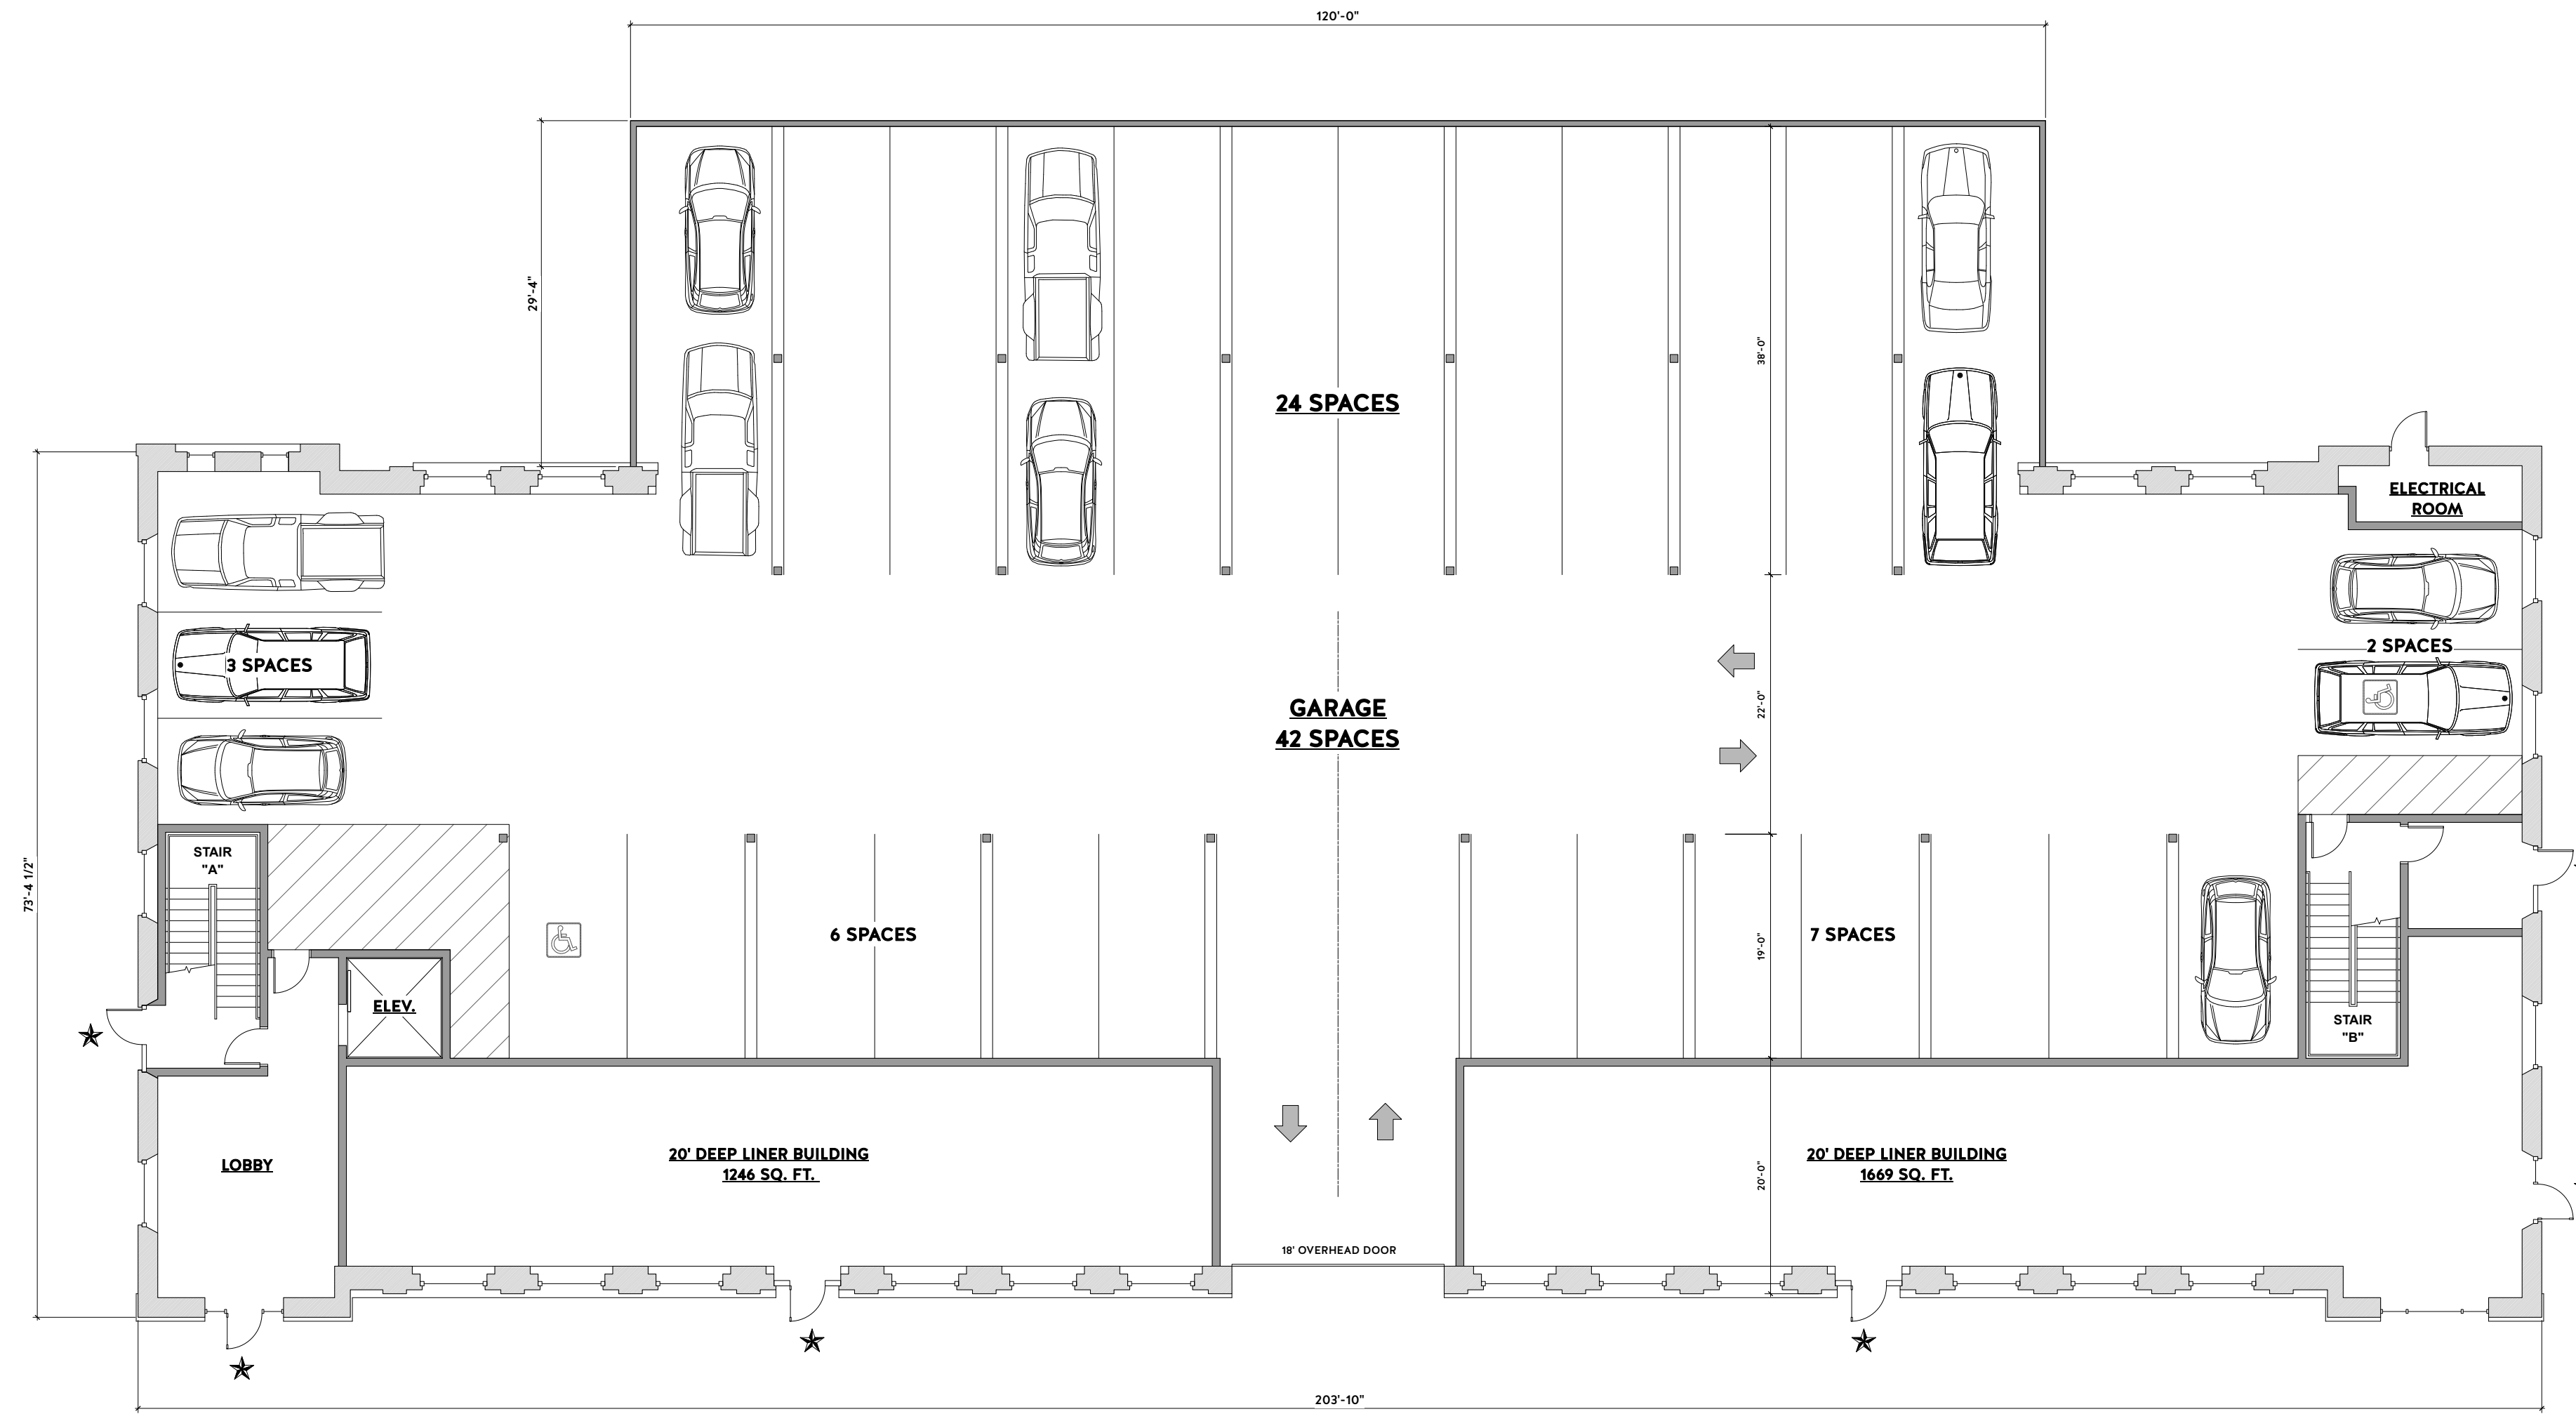 120'-0"
29'-4"
38'-0"
24 SPACES
ELECTRICAL
ROOM
3 SPACES
2 SPACES
GARAGE
42 SPACES
22'-0"
STAIR
"A"
73'-4 1/2"
6 SPACES
7 SPACES
19'-0"
ELEV.
STAIR
"B"
LOBBY
20' DEEP LINER BUILDING
1246 SQ. FT.
20' DEEP LINER BUILDING
1669 SQ. FT.
20'-0"
18' OVERHEAD DOOR
203'-10"